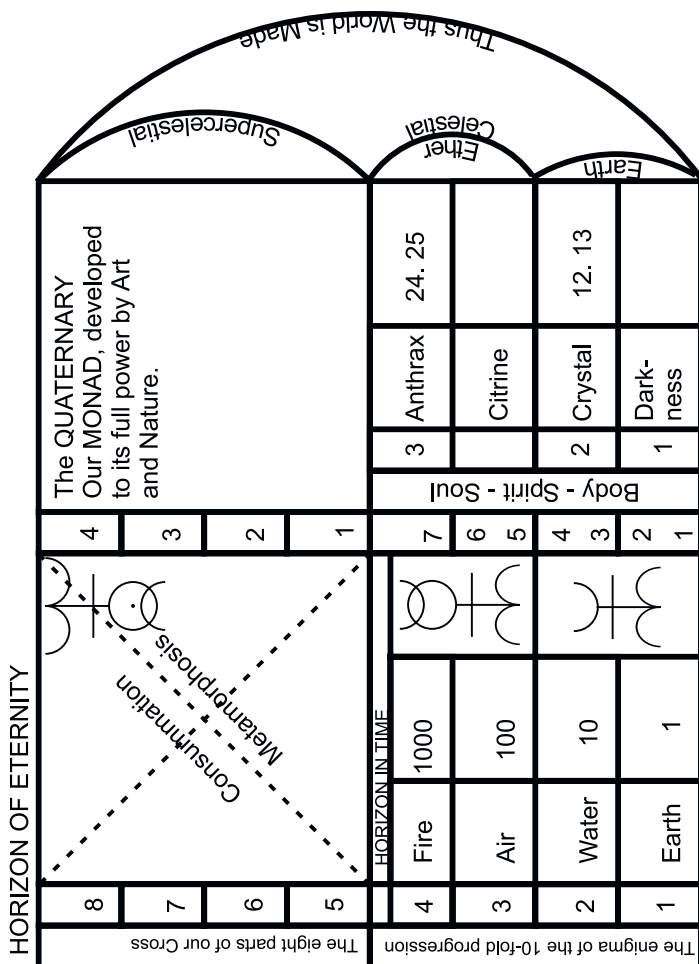 HORIZON OF ETERNITY
The eight parts of our Cross
8
7
6
5
Consummation
Metamorphosis
4
3
2
1
The QUATERNARY
Our MONAD, developed
to its full power by Art
and Nature.
Supercelestial
Thus the World is Made
HORIZON IN TIME
The enigma of the 10-fold progression
4
Fire
1000
7
3
Anthrax
24. 25
3
Air
100
6
5
Citrine
2
Water
10
4
3
2
Crystal
12. 13
1
Earth
1
2
1
1
Dark-
ness
Body - Spirit - Soul
Ether
Celestial
Earth